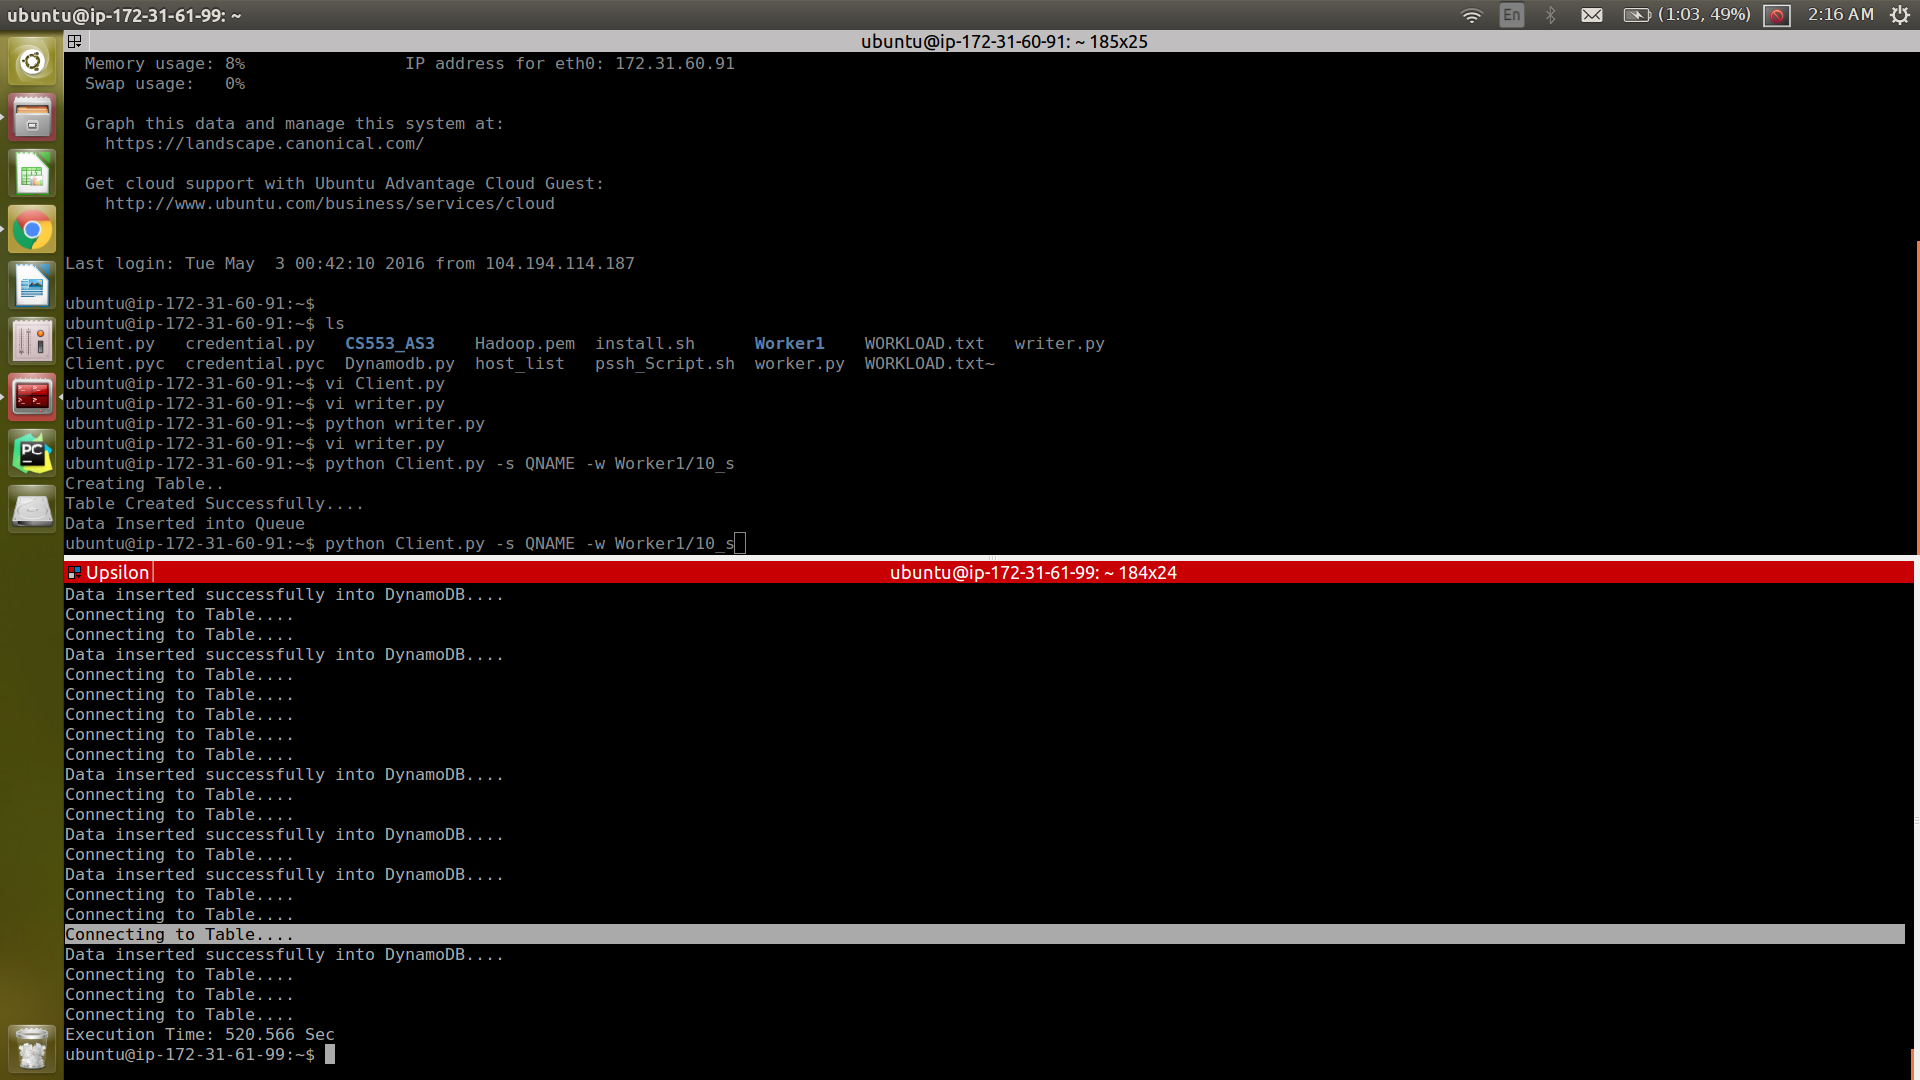 ubuntu@ip-172-31-61-99: ~
En
(1:03, 49%)
2:16 AM
ubuntu@ip-172-31-60-91: ~ 185x25
Memory usage: 8% IP address for eth0: 172.31.60.91
Swap usage: 0%
Graph this data and manage this system at:
https://landscape.canonical.com/
Get cloud support with Ubuntu Advantage Cloud Guest:
http://www.ubuntu.com/business/services/cloud
Last login: Tue May  3 00:42:10 2016 from 104.194.114.187
ubuntu@ip-172-31-60-91:~$
ubuntu@ip-172-31-60-91:~$ ls
Client.py credential.py CS553_AS3 Hadoop.pem install.sh Worker1 WORKLOAD.txt writer.py
Client.pyc credential.pyc Dynamodb.py host_list pssh_Script.sh worker.py WORKLOAD.txt~
ubuntu@ip-172-31-60-91:~$ vi Client.py
ubuntu@ip-172-31-60-91:~$ vi writer.py
ubuntu@ip-172-31-60-91:~$ python writer.py
ubuntu@ip-172-31-60-91:~$ vi writer.py
ubuntu@ip-172-31-60-91:~$ python Client.py -s QNAME -w Worker1/10_s
Creating Table..
Table Created Successfully....
Data Inserted into Queue
ubuntu@ip-172-31-60-91:~$ python Client.py -s QNAME -w Worker1/10_s
PC
Upsilon
ubuntu@ip-172-31-61-99: ~ 184x24
Data inserted successfully into DynamoDB....
Connecting to Table....
Connecting to Table....
Data inserted successfully into DynamoDB....
Connecting to Table....
Connecting to Table....
Connecting to Table....
Connecting to Table....
Connecting to Table....
Data inserted successfully into DynamoDB....
Connecting to Table....
Connecting to Table....
Data inserted successfully into DynamoDB....
Connecting to Table....
Data inserted successfully into DynamoDB....
Connecting to Table....
Connecting to Table....
Connecting to Table....
Data inserted successfully into DynamoDB....
Connecting to Table....
Connecting to Table....
Connecting to Table....
Execution Time: 520.566 Sec
ubuntu@ip-172-31-61-99:~$